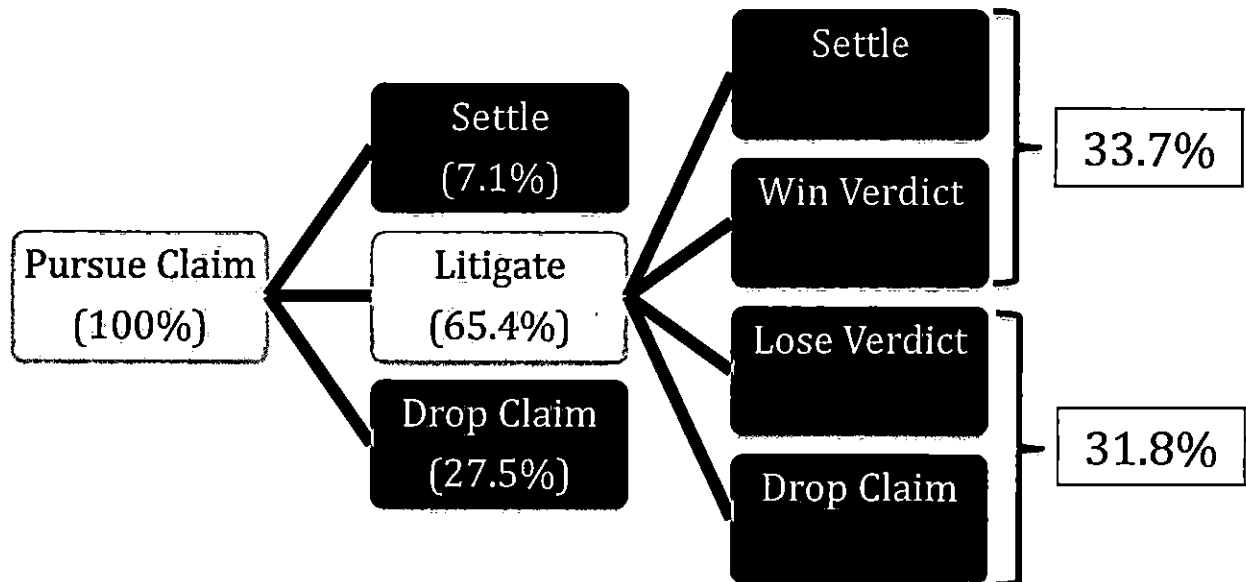 Pursue Claim
(100%)
Settle
(7.1%)
Litigate
(65.4%)
Drop Claim
(27.5%)
Settle
Win Verdict
Lose Verdict
Drop Claim
33.7%
31.8%